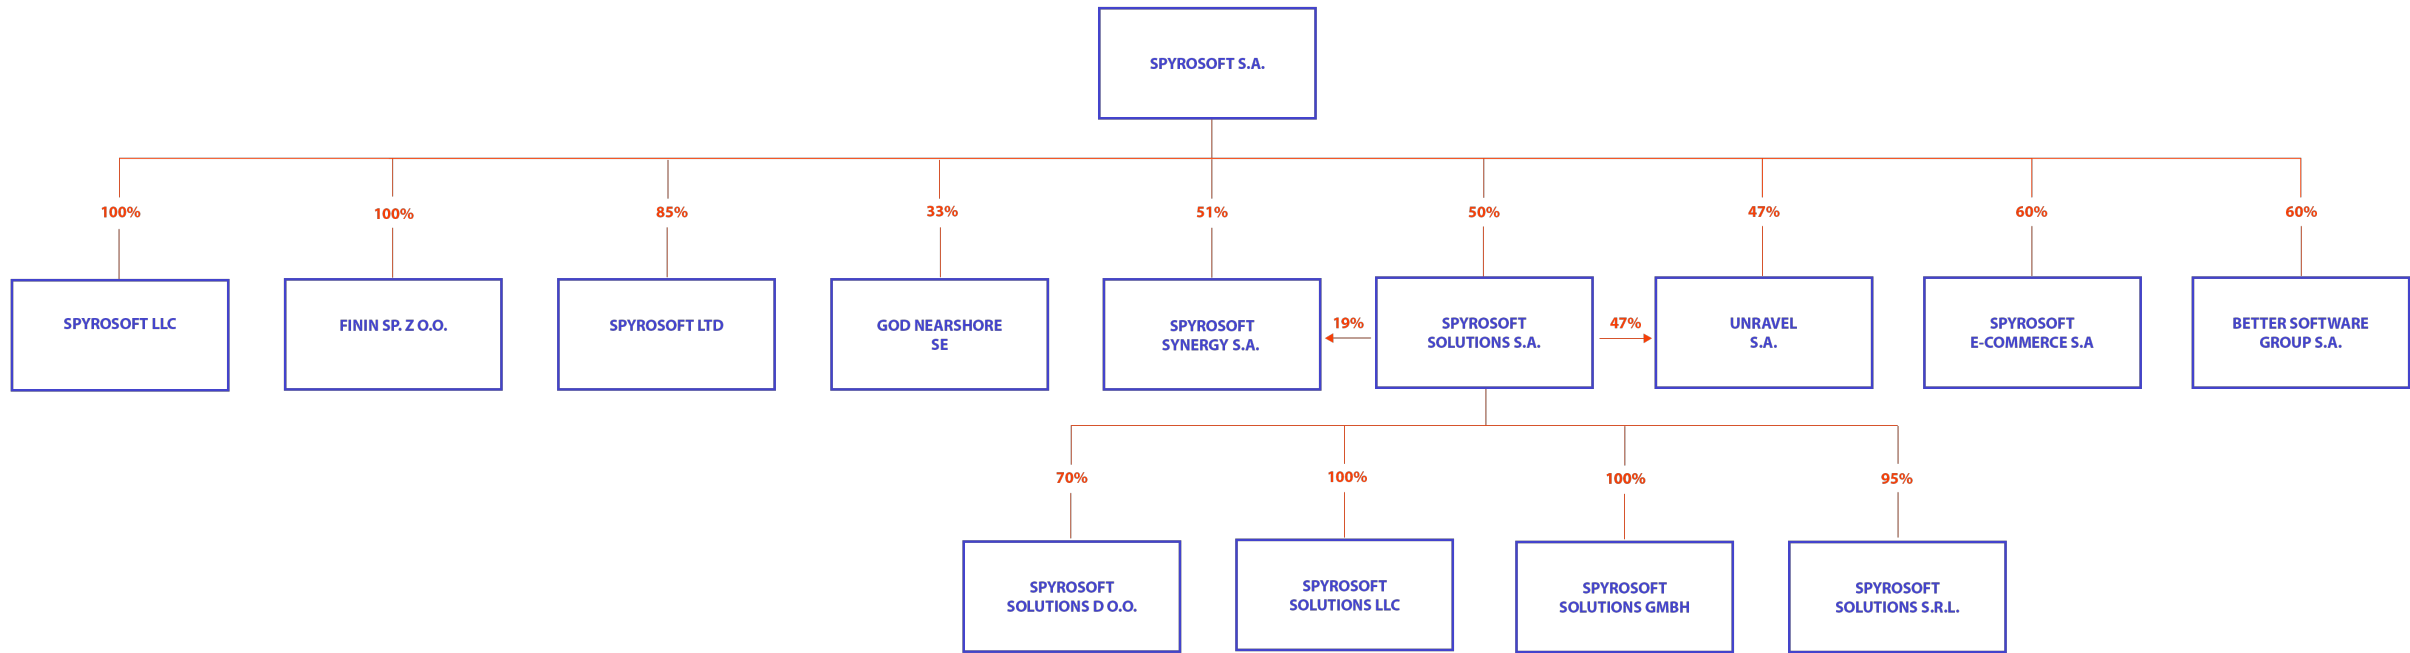 SPYROSOFT S.A.
100%
100%
85%
33%
51%
50%
47%
60%
60%
SPYROSOFT LLC
FININ SP. Z O.O.
SPYROSOFT LTD
GOD NEARSHORE
SE
SPYROSOFT
SYNERGY S.A.
19%
SPYROSOFT
SOLUTIONS S.A.
47%
UNRAVEL
S.A.
SPYROSOFT
E-COMMERCE S.A
BETTER SOFTWARE
GROUP S.A.
70%
100%
100%
95%
SPYROSOFT
SOLUTIONS D O.O.
SPYROSOFT
SOLUTIONS LLC
SPYROSOFT
SOLUTIONS GMBH
SPYROSOFT
SOLUTIONS S.R.L.